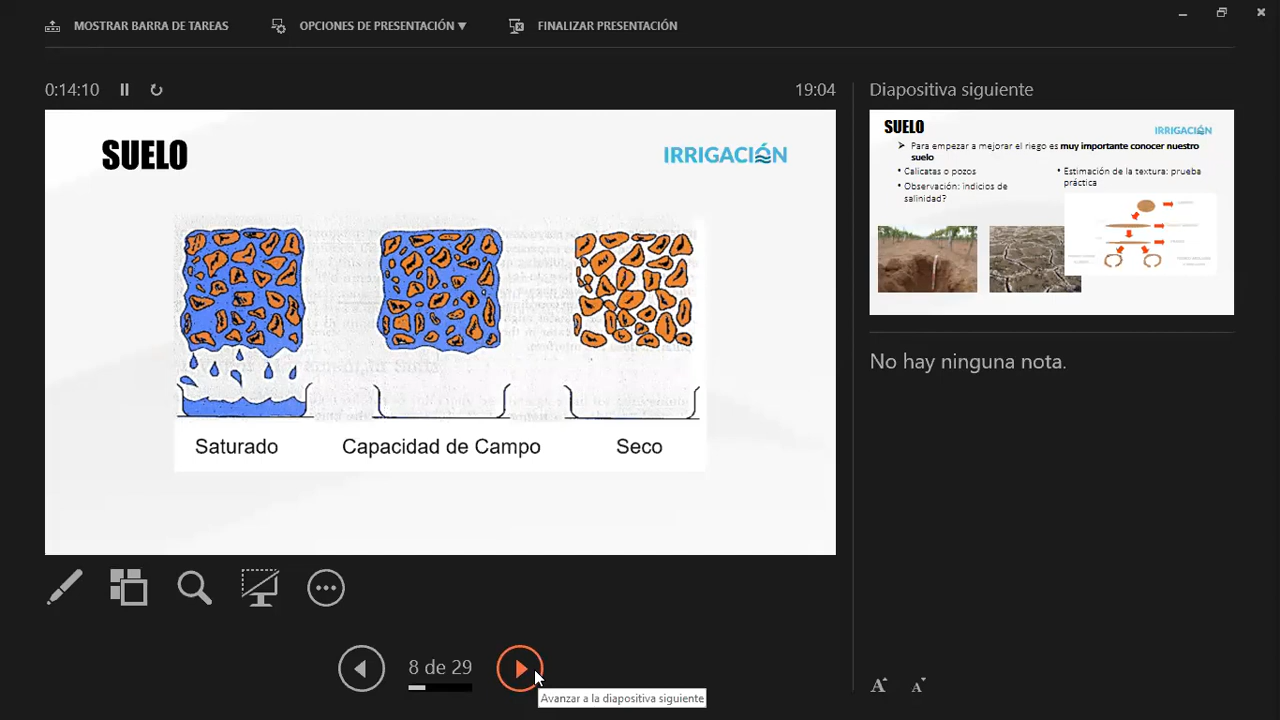 MOSTRAR BARRA DE TAREAS
OPCIONES DE PRESENTACIÓN ▼
FINALIZAR PRESENTACIÓN
0:14:10
19:04
SUELO
IRRIGACIÓN
Saturado
Capacidad de Campo
Seco
8 de 29
Avanzar a la diapositiva siguiente
Diapositiva siguiente
SUELO
IRRIGACIÓN
➤ Para empezar a mejorar el riego es muy importante conocer nuestro
suelo
• Calicatas o pozos
• Observación: indicios de
salinidad?
• Estimación de la textura: prueba
práctica
No hay ninguna nota.
A
A